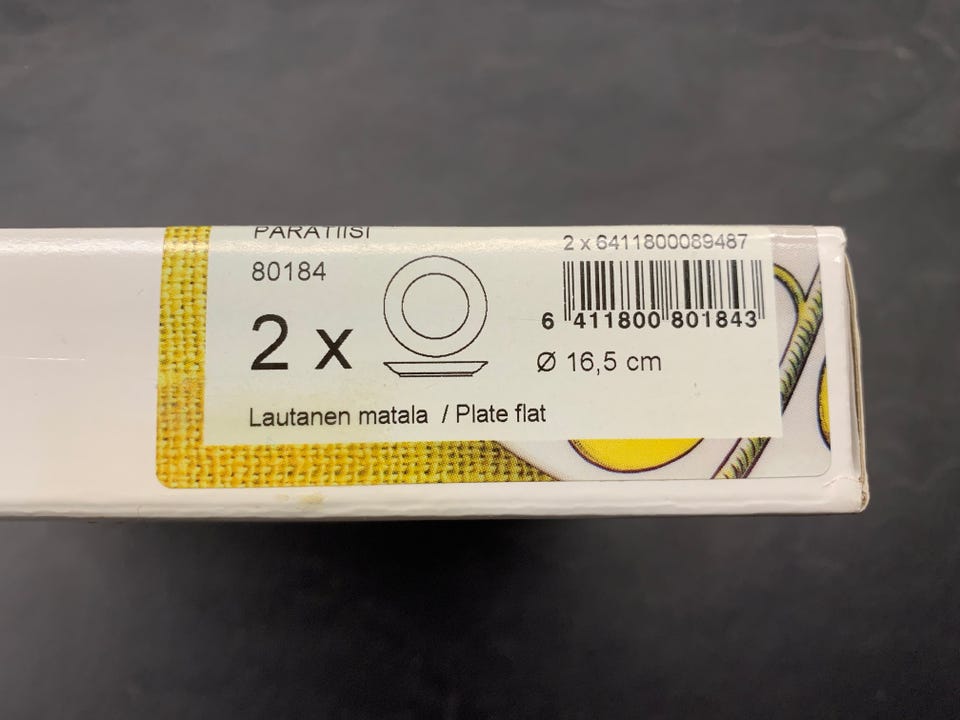 PARATIISI
80184
2 x
Lautanen matala / Plate flat
2 x 6411800089487
6 411800 801843
Ø 16,5 cm